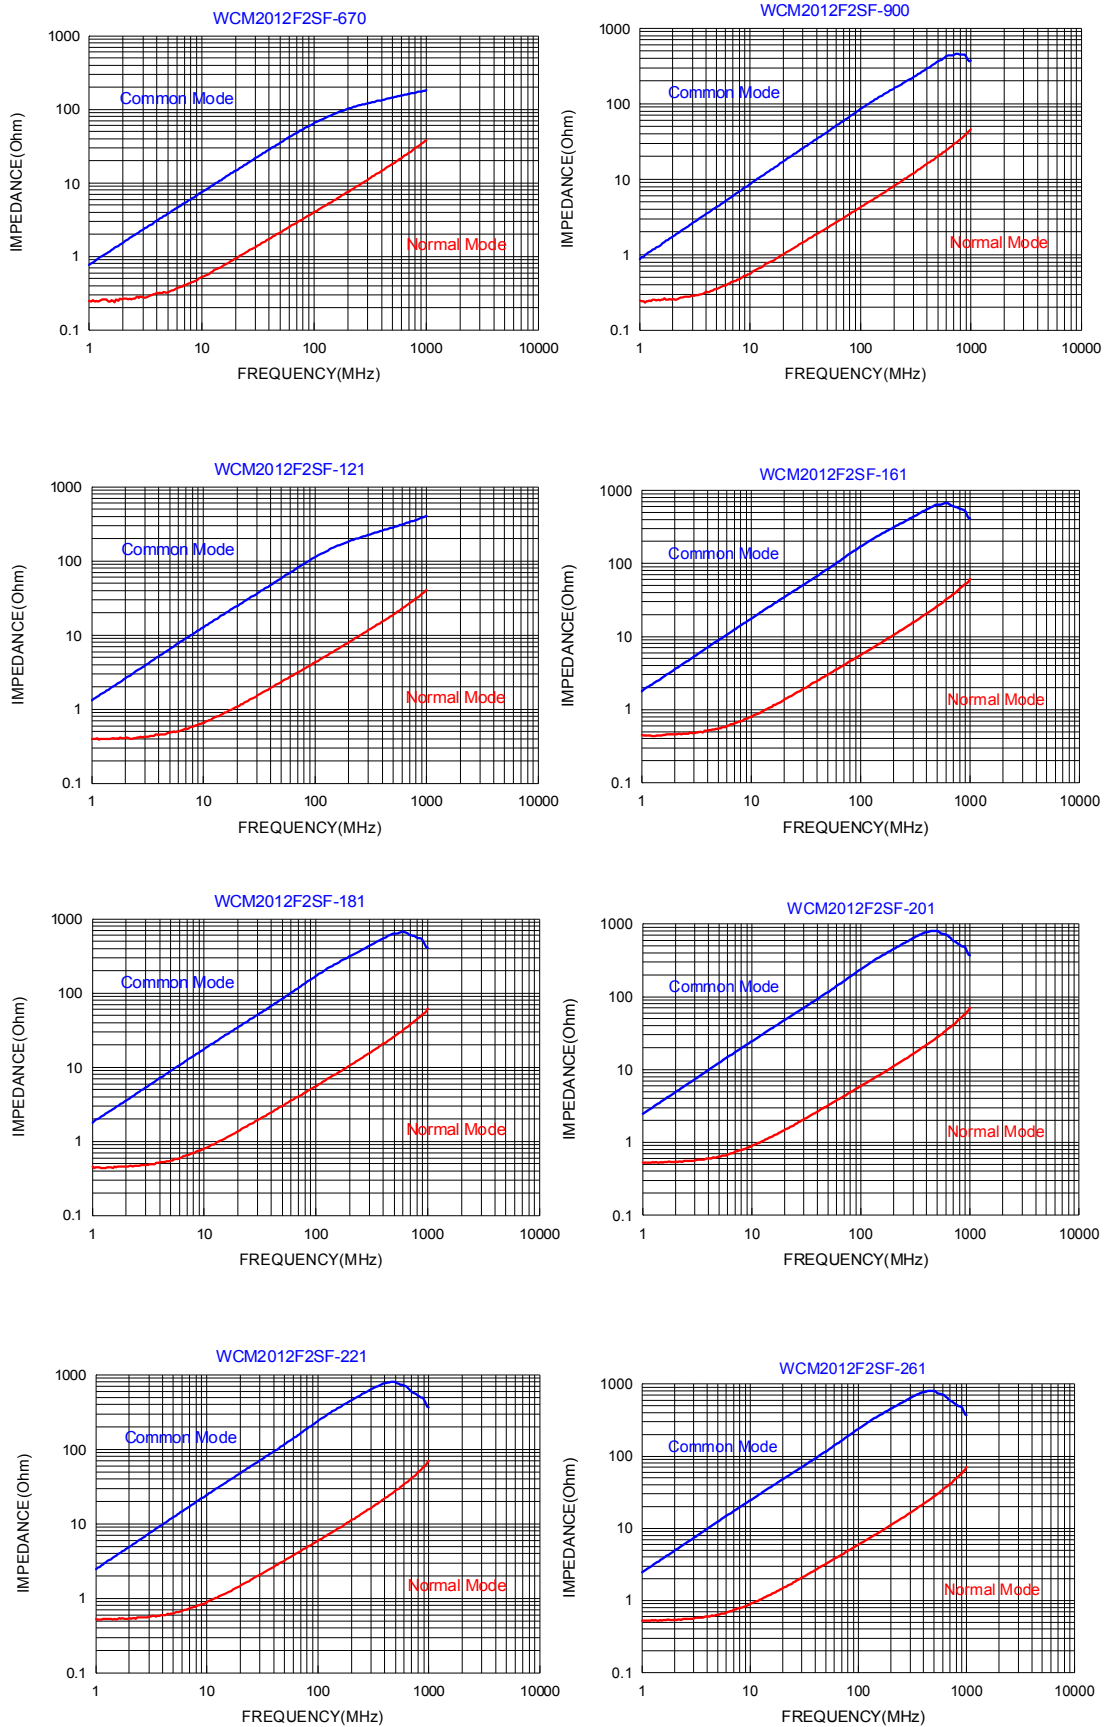 WCM2012F2SF-670
1000
100
10
1
0.1
IMPEDANCE(Ohm)
Common Mode
Normal Mode
1 10 100 1000 10000
FREQUENCY(MHz)
WCM2012F2SF-900
1000
100
10
1
0.1
IMPEDANCE(Ohm)
Common Mode
Normal Mode
1 10 100 1000 10000
FREQUENCY(MHz)
WCM2012F2SF-121
1000
100
10
1
0.1
IMPEDANCE(Ohm)
Common Mode
Normal Mode
1 10 100 1000 10000
FREQUENCY(MHz)
WCM2012F2SF-161
1000
100
10
1
0.1
IMPEDANCE(Ohm)
Common Mode
Normal Mode
1 10 100 1000 10000
FREQUENCY(MHz)
WCM2012F2SF-181
1000
100
10
1
0.1
IMPEDANCE(Ohm)
Common Mode
Normal Mode
1 10 100 1000 10000
FREQUENCY(MHz)
WCM2012F2SF-201
1000
100
10
1
0.1
IMPEDANCE(Ohm)
Common Mode
Normal Mode
1 10 100 1000 10000
FREQUENCY(MHz)
WCM2012F2SF-221
1000
100
10
1
0.1
IMPEDANCE(Ohm)
Common Mode
Normal Mode
1 10 100 1000 10000
FREQUENCY(MHz)
WCM2012F2SF-261
1000
100
10
1
0.1
IMPEDANCE(Ohm)
Common Mode
Normal Mode
1 10 100 1000 10000
FREQUENCY(MHz)